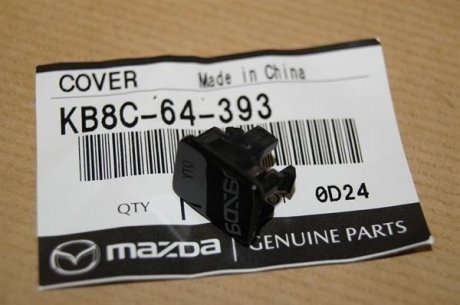 COVER Made in China
KB8C-64-393
QTY 0D24
mazda GENUINE PARTS